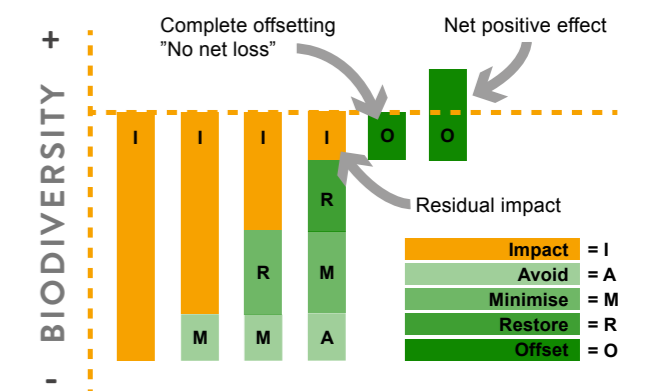 Complete offsetting
"No net loss"
Net positive effect
+
BIODIVERSITY
-
I
I
I
I
O
O
R
R
M
M
M
A
Residual impact
Impact = I
Avoid = A
Minimise = M
Restore = R
Offset = O